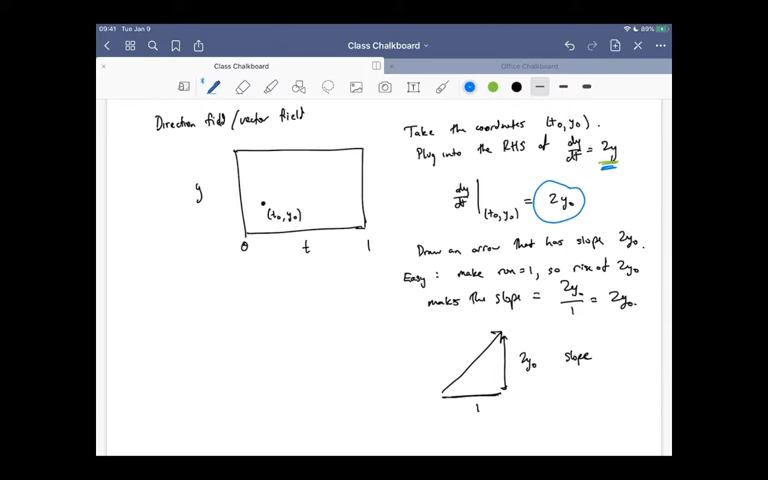 09:41 Tue Jan 9
89%
Class Chalkboard
Class Chalkboard
Office Chalkboard
Direction field / vector field
y
(t₀, y₀)
0 t 1
Take the coordinates (t₀, y₀).
Plug into the RHS of dy/dt = 2y
dy/dt |(t₀, y₀) = 2y₀
Draw an arrow that has slope 2y₀.
Easy : make run = 1, so rise of 2y₀
makes the slope = 2y₀/1 = 2y₀.
2y₀ slope
1